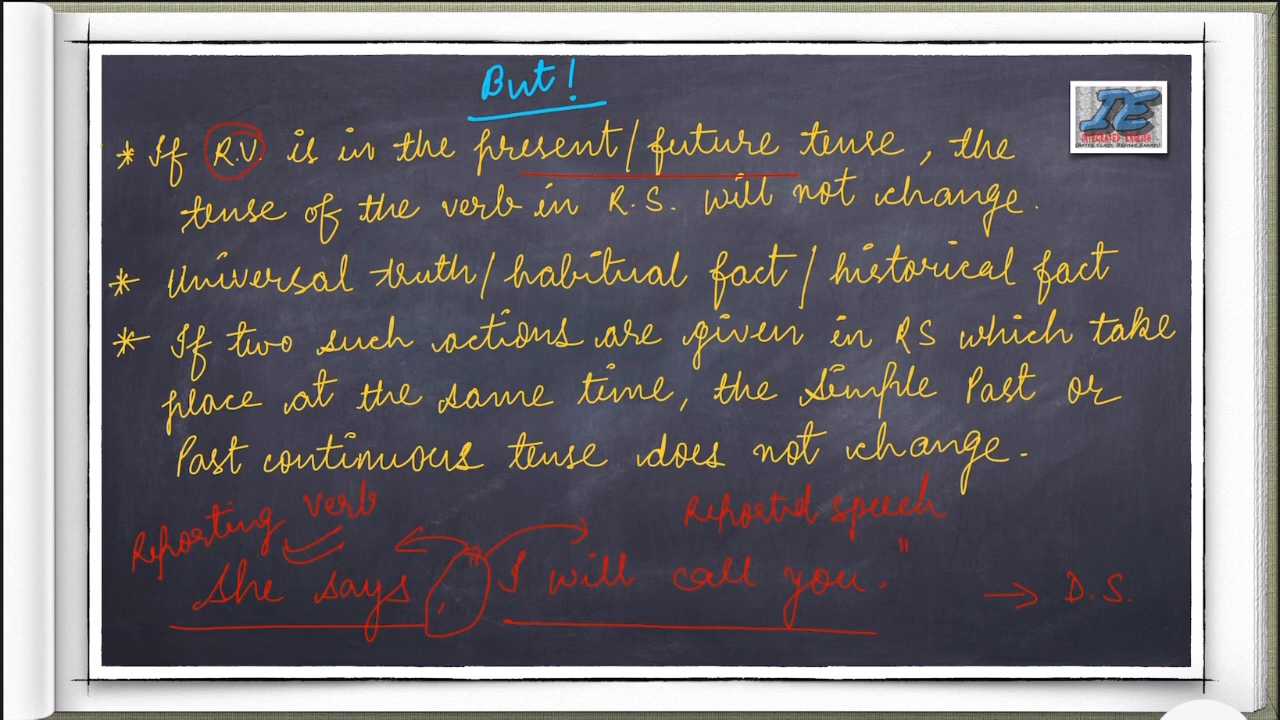 But!
* If R.V. is in the present/future tense, the
tense of the verb in R.S. will not change.
* Universal truth/habitual fact/historical fact
* If two such actions are given in RS which take
place at the same time, the Simple Past or
Past continuous tense does not change.
Reporting verb
Reported speech
She says, "I will call you."
→ D.S.
IE
INTEGRATED ENGLISH